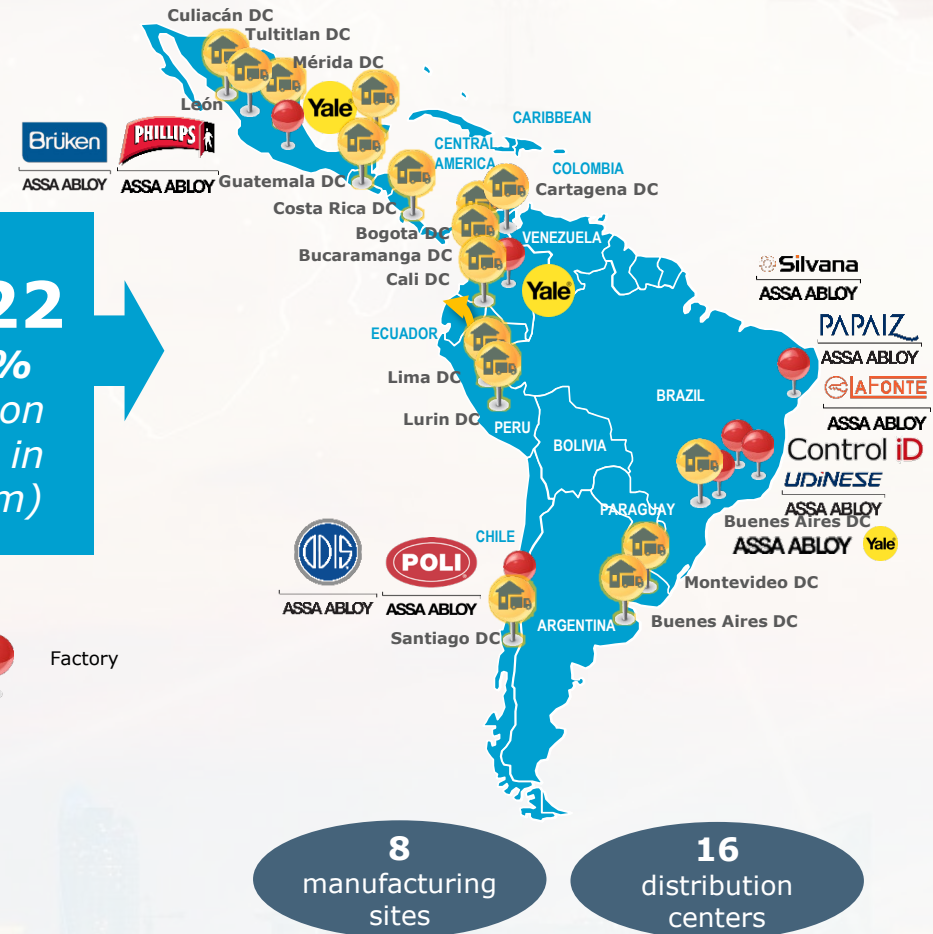 Culiacán DC
Tultitlan DC
Mérida DC
León
Yale
Brüken
ASSA ABLOY
PHILLIPS
ASSA ABLOY
CARIBBEAN
CENTRAL
AMERICA
COLOMBIA
Guatemala DC
Cartagena DC
Costa Rica DC
Bogota DC
VENEZUELA
Bucaramanga DC
Cali DC
Yale
Silvana
ASSA ABLOY
22
%
on
in
m)
ECUADOR
PAPAIZ
ASSA ABLOY
Lima DC
LAFONTE
ASSA ABLOY
BRAZIL
Lurin DC
PERU
BOLIVIA
Control iD
UDiNESE
ASSA ABLOY
PARAGUAY
Buenes Aires DC
ASSA ABLOY Yale
CHILE
ODIS
ASSA ABLOY
POLI
ASSA ABLOY
Montevideo DC
Buenes Aires DC
ARGENTINA
Santiago DC
Factory
8
manufacturing
sites
16
distribution
centers